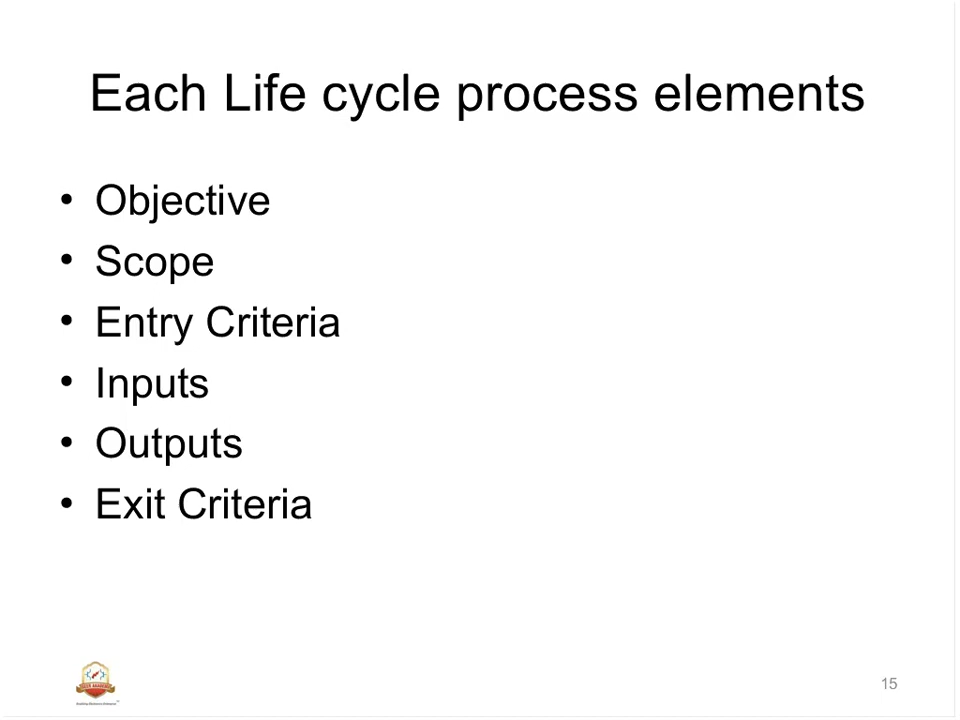 Each Life cycle process elements
• Objective
• Scope
• Entry Criteria
• Inputs
• Outputs
• Exit Criteria
15